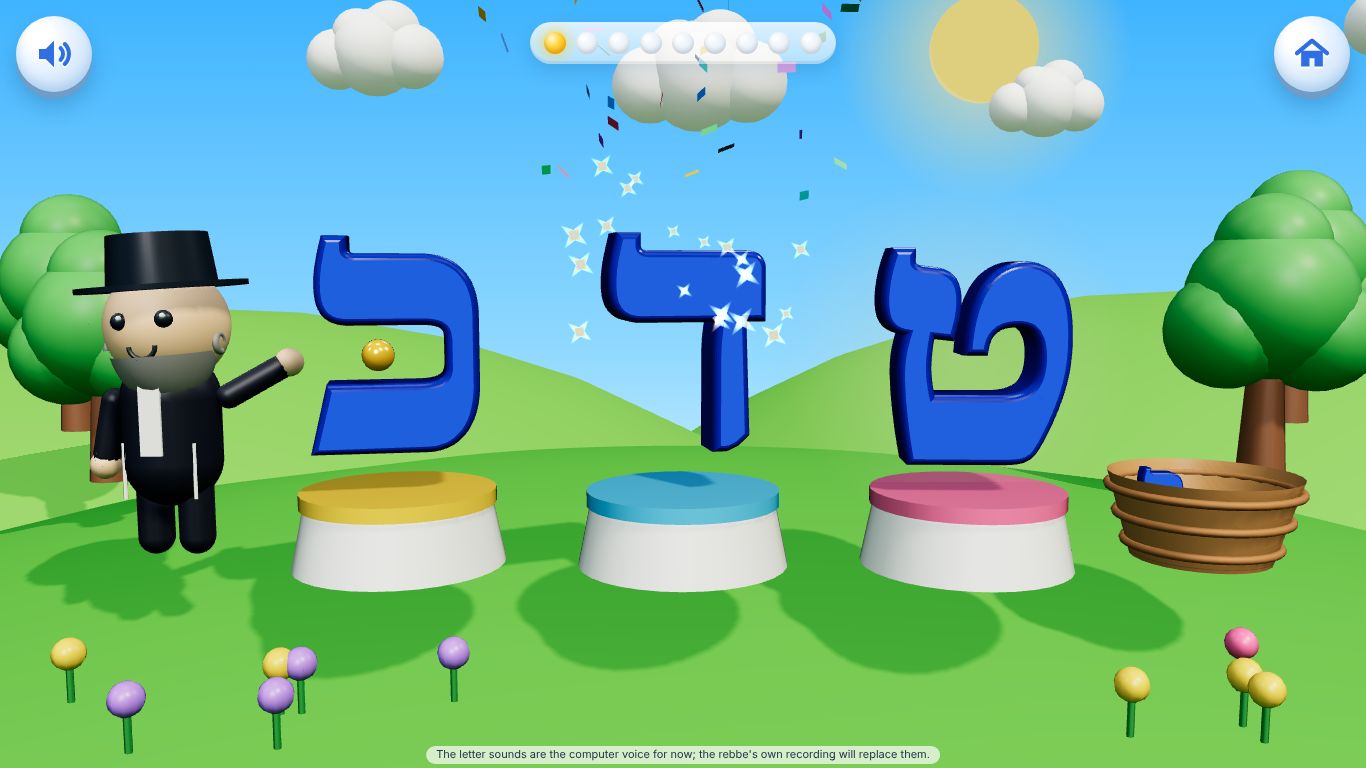 כּ ד ט
The letter sounds are the computer voice for now; the rebbe's own recording will replace them.